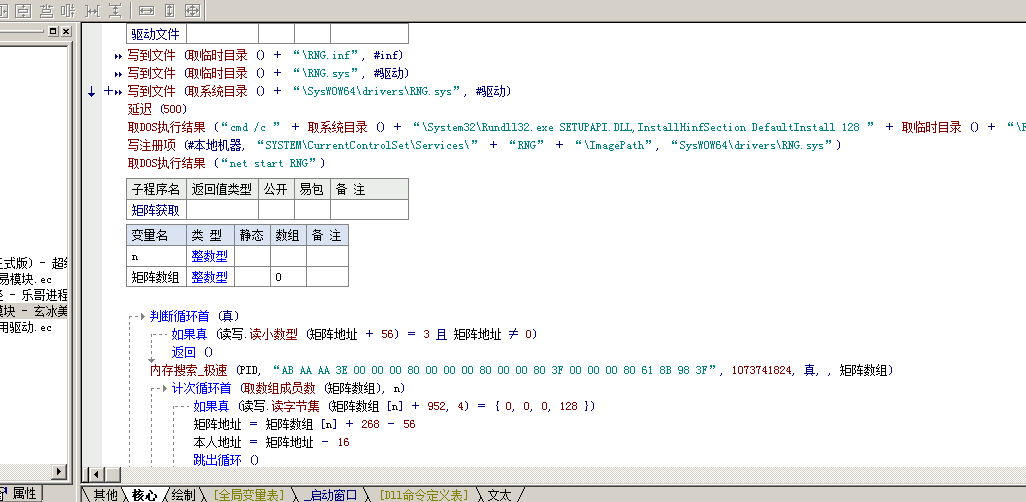 驱动文件
写到文件 (取临时目录 () + “\RNG.inf”, #inf)
写到文件 (取临时目录 () + “\RNG.sys”, #驱动)
写到文件 (取系统目录 () + “\SysWOW64\drivers\RNG.sys”, #驱动)
延迟 (500)
取DOS执行结果 (“cmd /c ” + 取系统目录 () + “\System32\Rundll32.exe SETUPAPI.DLL,InstallHinfSection DefaultInstall 128 ” + 取临时目录 () + “\R
写注册项 (#本地机器, “SYSTEM\CurrentControlSet\Services\” + “RNG” + “\ImagePath”, “SysWOW64\drivers\RNG.sys”)
取DOS执行结果 (“net start RNG”)
子程序名 返回值类型 公开 易包 备 注
矩阵获取
变量名 类 型 静态 数组 备 注
n 整数型
矩阵数组 整数型 0
判断循环首 (真)
如果真 (读写.读小数型 (矩阵地址 + 56) = 3 且 矩阵地址 ≠ 0)
返回 ()
内存搜索_极速 (PID, “AB AA AA 3E 00 00 00 80 00 00 00 80 00 00 80 3F 00 00 00 80 61 8B 98 3F”, 1073741824, 真, , 矩阵数组)
计次循环首 (取数组成员数 (矩阵数组), n)
如果真 (读写.读字节集 (矩阵数组 [n] + 952, 4) = { 0, 0, 0, 128 })
矩阵地址 = 矩阵数组 [n] + 268 - 56
本人地址 = 矩阵地址 - 16
跳出循环 ()
正式版) - 超
易模块.ec
- 乐哥进程
模块 - 玄冰美
用驱动.ec
属性
其他 核心 绘制 [全局变量表] _启动窗口 [Dll命令定义表] 文太